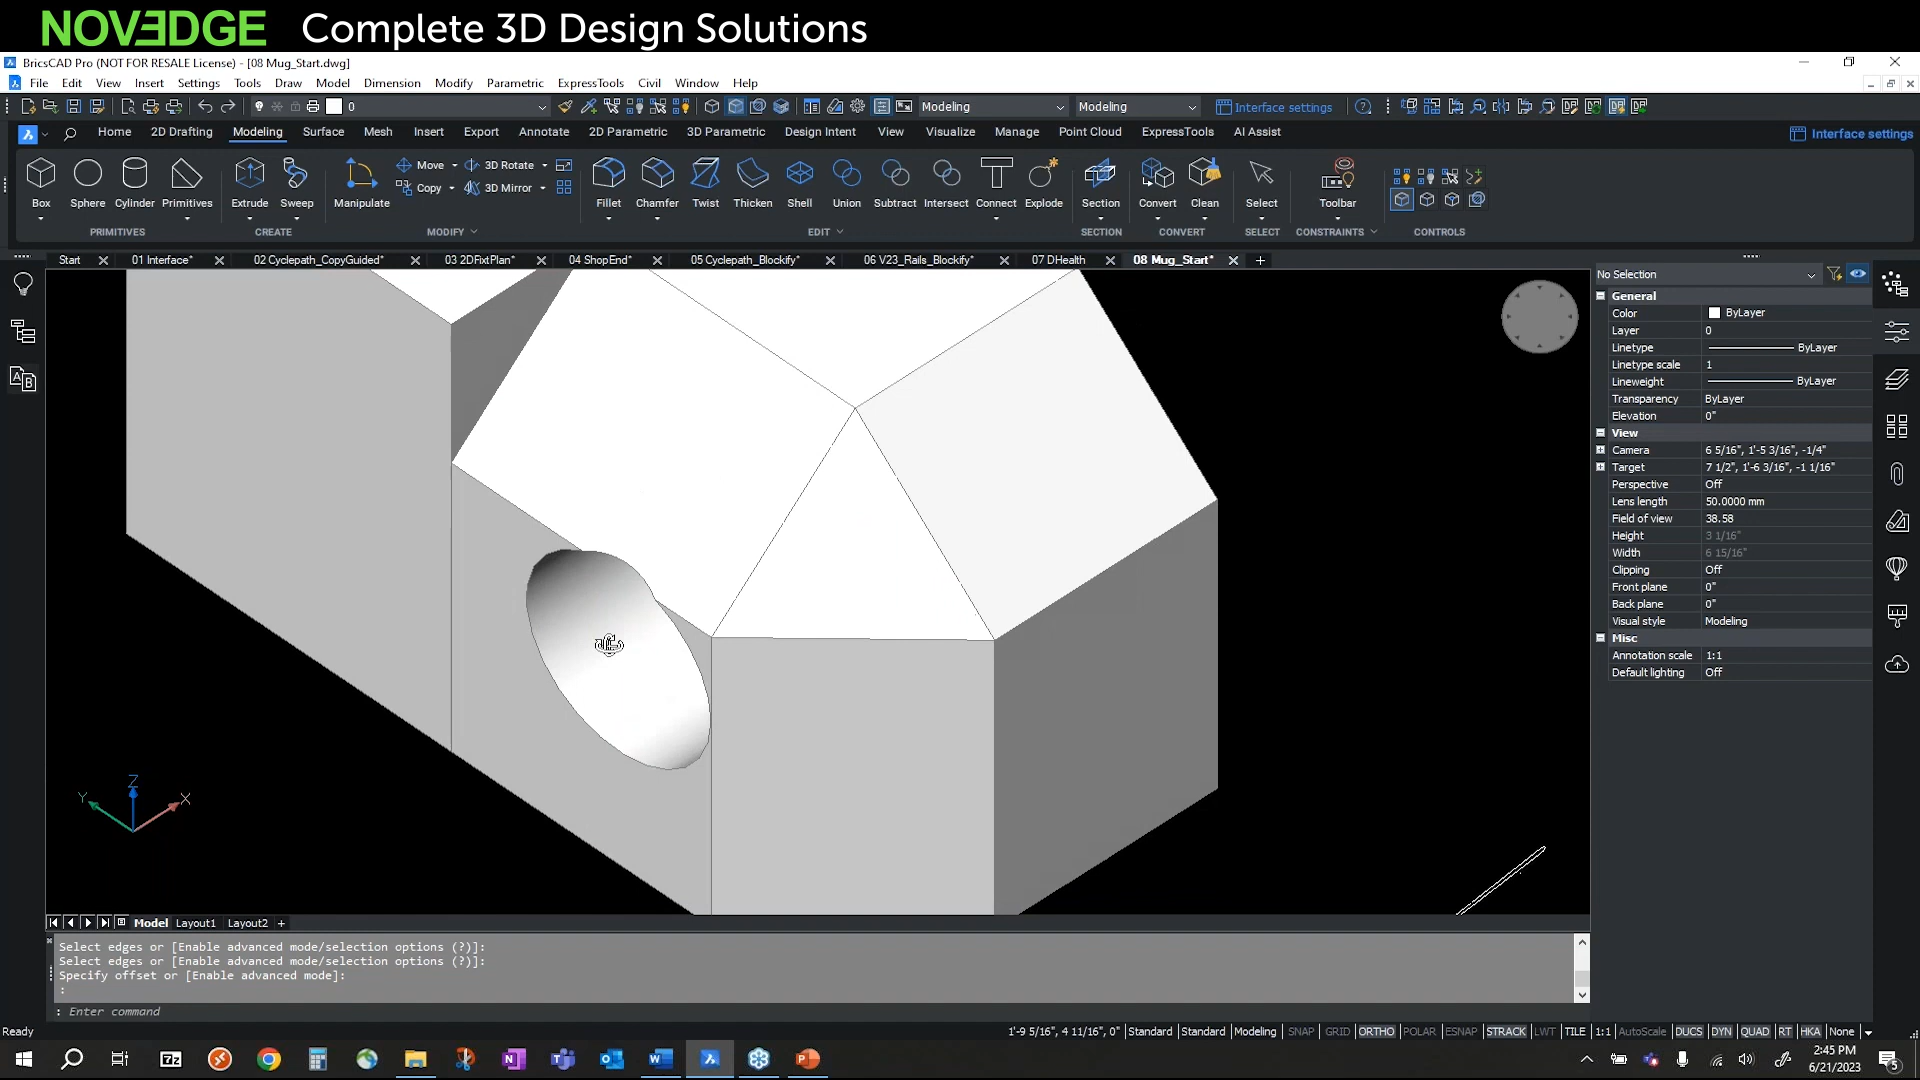 NOVEDGE Complete 3D Design Solutions
BricsCAD Pro (NOT FOR RESALE License) - [08 Mug_Start.dwg]
File Edit View Insert Settings Tools Draw Model Dimension Modify Parametric ExpressTools Civil Window Help
0 Modeling Modeling Interface settings
Home 2D Drafting Modeling Surface Mesh Insert Export Annotate 2D Parametric 3D Parametric Design Intent View Visualize Manage Point Cloud ExpressTools AI Assist Interface settings
Move 3D Rotate
Copy 3D Mirror
Box Sphere Cylinder Primitives Extrude Sweep Manipulate Fillet Chamfer Twist Thicken Shell Union Subtract Intersect Connect Explode Section Convert Clean Select Toolbar
PRIMITIVES CREATE MODIFY EDIT SECTION CONVERT SELECT CONSTRAINTS CONTROLS
Start 01 Interface* 02 Cyclepath_CopyGuided* 03 2DFixtPlan* 04 ShopEnd* 05 Cyclepath_Blockify* 06 V23_Rails_Blockify* 07 DHealth 08 Mug_Start*
No Selection
General
Color ByLayer
Layer 0
Linetype ByLayer
Linetype scale 1
Lineweight ByLayer
Transparency ByLayer
Elevation 0"
View
Camera 6 5/16", 1'-5 3/16", -1/4"
Target 7 1/2", 1'-6 3/16", -1 1/16"
Perspective Off
Lens length 50.0000 mm
Field of view 38.58
Height 3 1/16"
Width 6 15/16"
Clipping Off
Front plane 0"
Back plane 0"
Visual style Modeling
Misc
Annotation scale 1:1
Default lighting Off
A B
Z
Y X
Model Layout1 Layout2 +
Select edges or [Enable advanced mode/selection options (?)]:
Select edges or [Enable advanced mode/selection options (?)]:
Specify offset or [Enable advanced mode]:
:
: Enter command
Ready 1'-9 5/16", 4 11/16", 0" Standard Standard Modeling SNAP GRID ORTHO POLAR ESNAP STRACK LWT TILE 1:1 AutoScale DUCS DYN QUAD RT HKA None
7z N W P
2:45 PM
6/21/2023
5